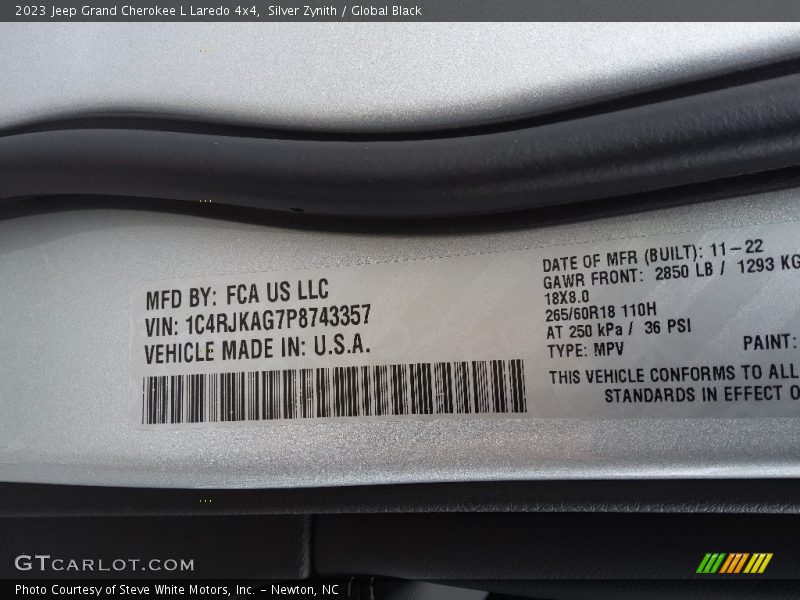 2023 Jeep Grand Cherokee L Laredo 4x4, Silver Zynith / Global Black
MFD BY: FCA US LLC
VIN: 1C4RJKAG7P8743357
VEHICLE MADE IN: U.S.A.
DATE OF MFR (BUILT): 11-22
GAWR FRONT: 2850 LB / 1293 KG
18X8.0
265/60R18 110H
AT 250 kPa / 36 PSI
TYPE: MPV PAINT:
THIS VEHICLE CONFORMS TO ALL
STANDARDS IN EFFECT O
GTCARLOT.COM
Photo Courtesy of Steve White Motors, Inc. - Newton, NC